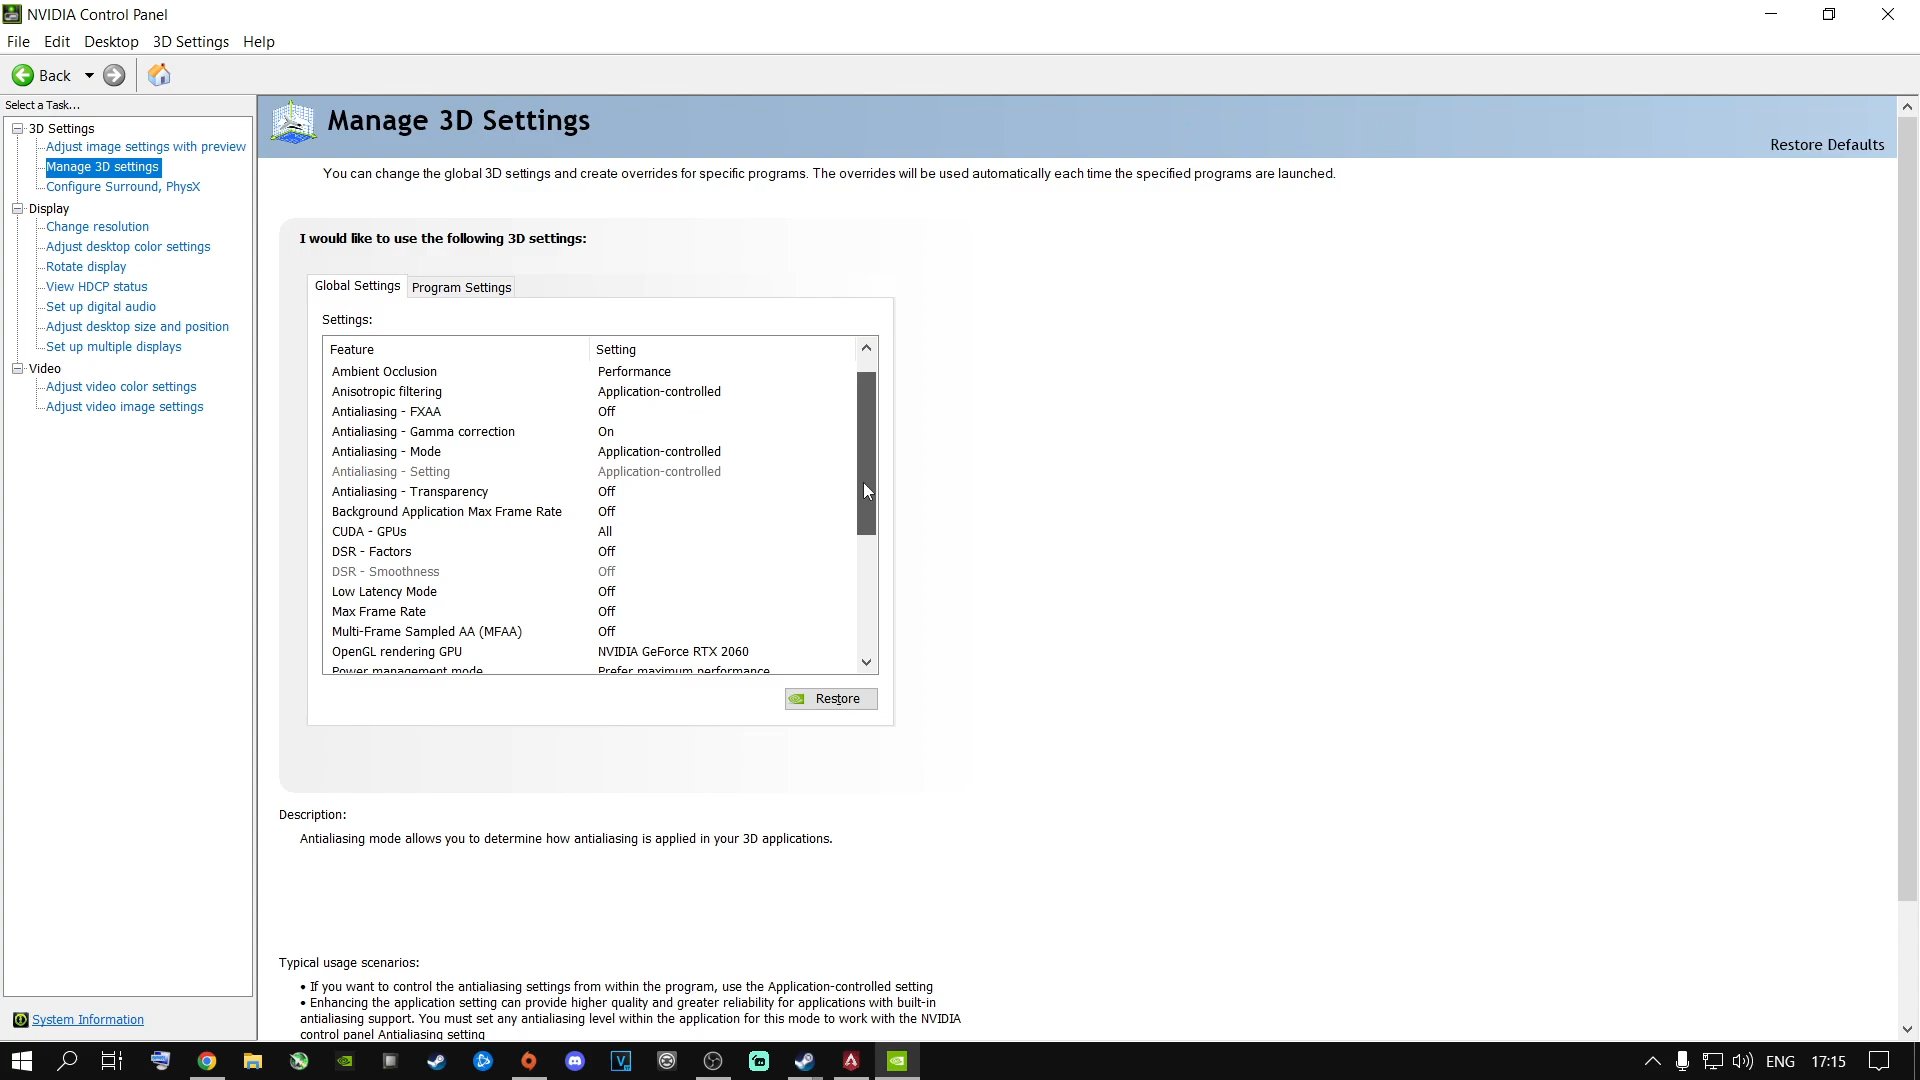 NVIDIA Control Panel
File Edit Desktop 3D Settings Help
Back
Select a Task...
3D Settings
Adjust image settings with preview
Manage 3D settings
Configure Surround, PhysX
Display
Change resolution
Adjust desktop color settings
Rotate display
View HDCP status
Set up digital audio
Adjust desktop size and position
Set up multiple displays
Video
Adjust video color settings
Adjust video image settings
System Information
Manage 3D Settings
Restore Defaults
You can change the global 3D settings and create overrides for specific programs. The overrides will be used automatically each time the specified programs are launched.
I would like to use the following 3D settings:
Global Settings Program Settings
Settings:
Feature Setting
Ambient Occlusion Performance
Anisotropic filtering Application-controlled
Antialiasing - FXAA Off
Antialiasing - Gamma correction On
Antialiasing - Mode Application-controlled
Antialiasing - Setting Application-controlled
Antialiasing - Transparency Off
Background Application Max Frame Rate Off
CUDA - GPUs All
DSR - Factors Off
DSR - Smoothness Off
Low Latency Mode Off
Max Frame Rate Off
Multi-Frame Sampled AA (MFAA) Off
OpenGL rendering GPU NVIDIA GeForce RTX 2060
Power management mode Prefer maximum performance
Restore
Description:
Antialiasing mode allows you to determine how antialiasing is applied in your 3D applications.
Typical usage scenarios:
• If you want to control the antialiasing settings from within the program, use the Application-controlled setting
• Enhancing the application setting can provide higher quality and greater reliability for applications with built-in
antialiasing support. You must set any antialiasing level within the application for this mode to work with the NVIDIA
control panel Antialiasing setting
ENG 17:15